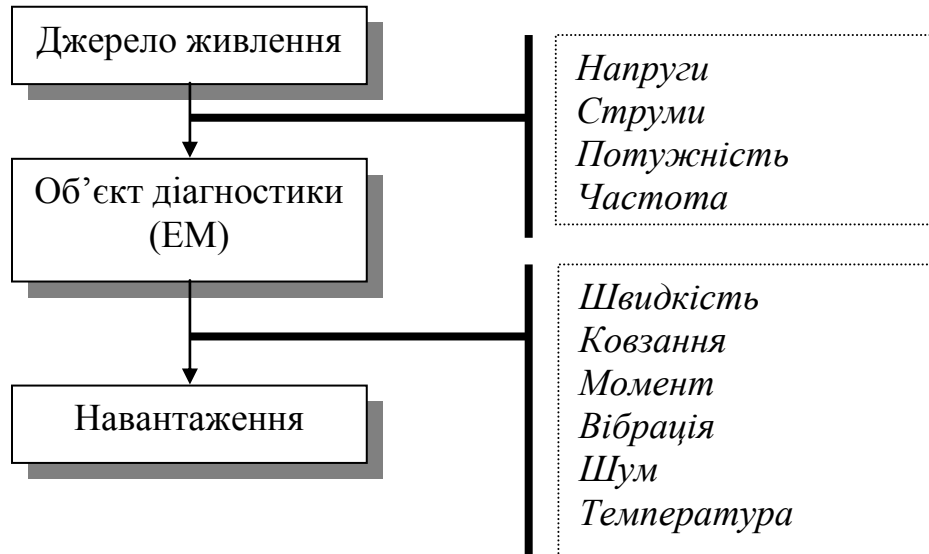 Джерело живлення
Напруги
Струми
Потужність
Частота
Об’єкт діагностики
(ЕМ)
Швидкість
Ковзання
Момент
Вібрація
Шум
Температура
Навантаження